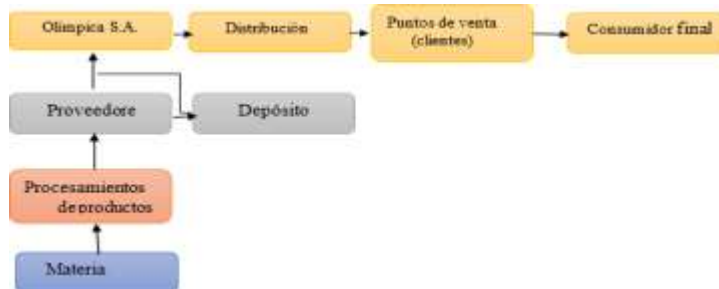 Olimpica S.A.
Distribución
Puntos de venta
(clientes)
Consumidor final
Proveedore
Depósito
Procesamientos
de productos
Materia